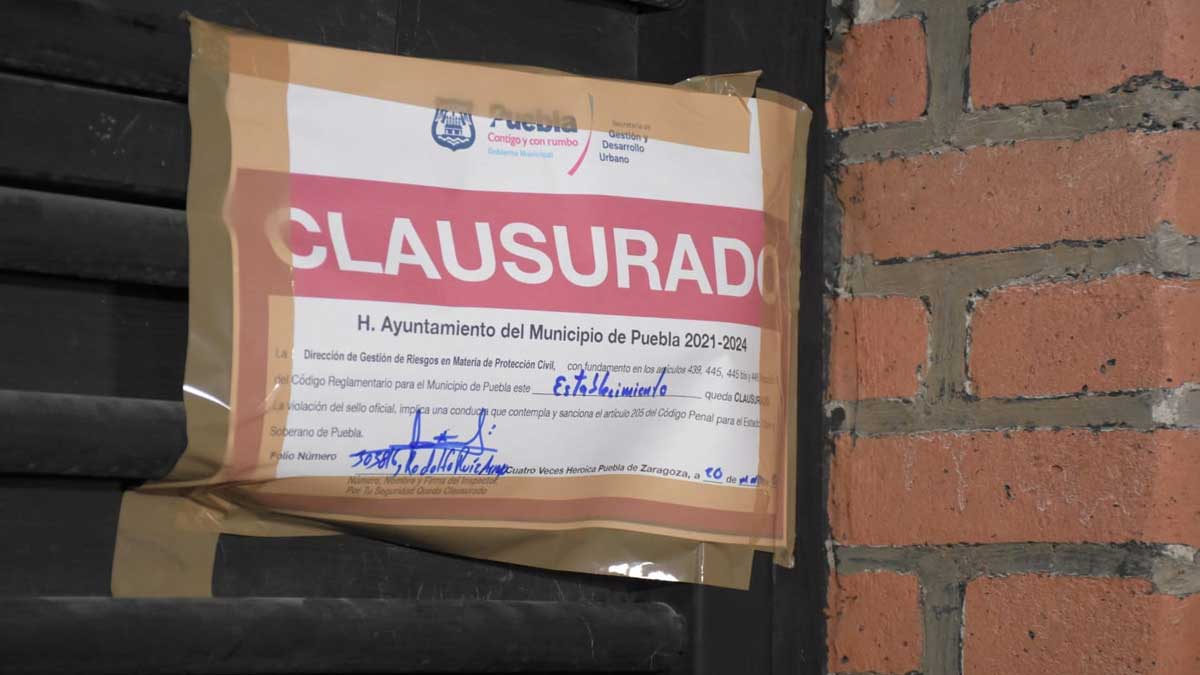 Puebla
Contigo y con rumbo
Gobierno Municipal
Secretaría de
Gestión y
Desarrollo
Urbano
CLAUSURADO
H. Ayuntamiento del Municipio de Puebla 2021-2024
La Dirección de Gestión de Riesgos en Materia de Protección Civil, con fundamento en los artículos 439, 445, 445 bis y
del Código Reglamentario para el Municipio de Puebla este Establecimiento queda CLAUSURADO
La violación del sello oficial, implica una conducta que contempla y sanciona el artículo 205 del Código Penal para el Estado
Soberano de Puebla.
Folio Número Rodolfo Ruiz Cuatro Veces Heroica Puebla de Zaragoza, a 20 de
Número, Nombre y Firma del Inspector,
Por Tu Seguridad Queda Clausurado